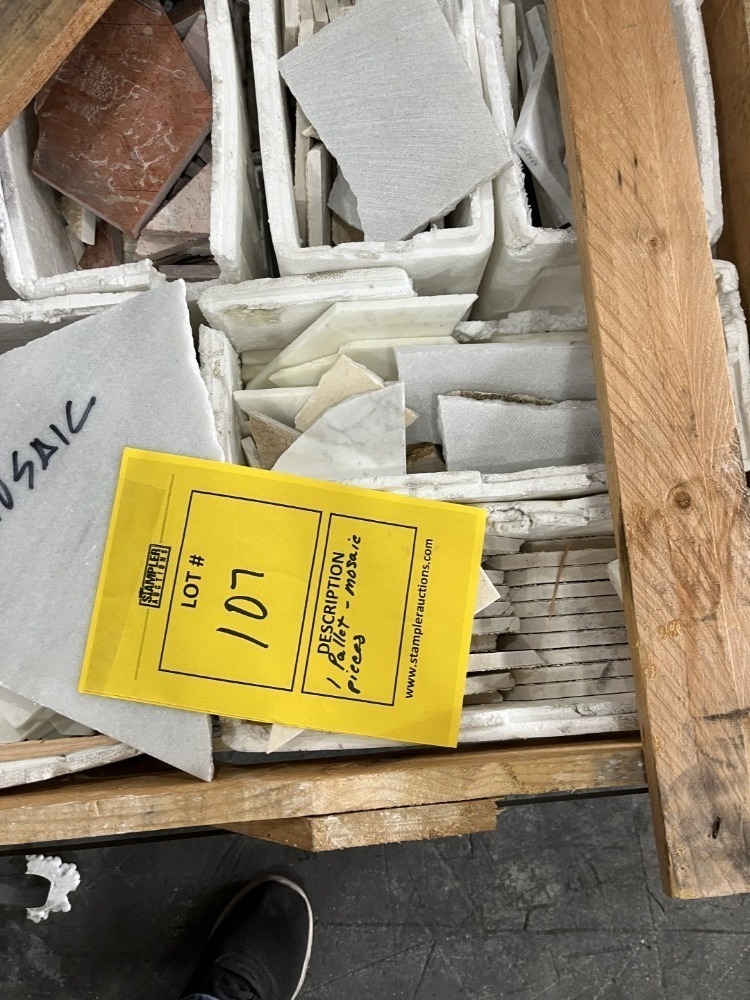 OSAIC
STAMPLER
AUCTIONS
LOT #
107
DESCRIPTION
1 Pallet - mosaic
pieces
www.stamplerauctions.com